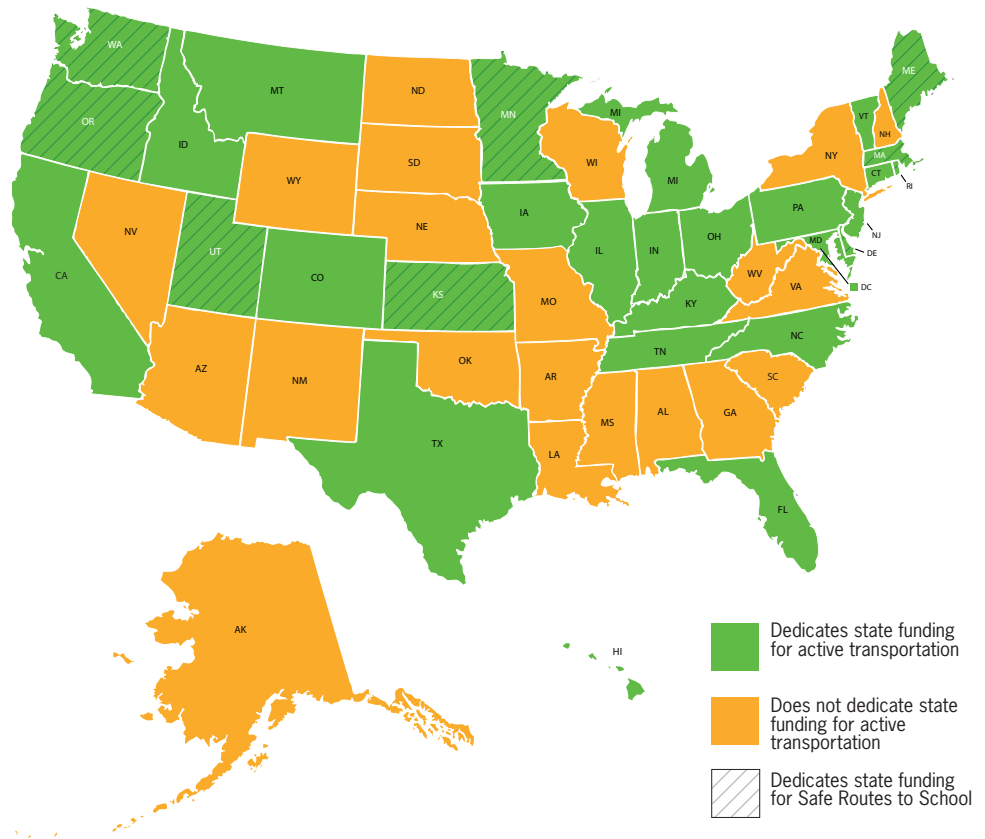 WA
MT
ND
MN
ME
OR
ID
SD
WI
MI
VT
NH
NY
MA
WY
MI
CT
RI
IA
NE
PA
NV
UT
IL
IN
OH
NJ
MD
DE
CA
CO
KS
WV
VA
DC
MO
KY
NC
TN
AZ
NM
OK
AR
SC
MS
AL
GA
TX
LA
FL
AK
HI
Dedicates state funding
for active transportation
Does not dedicate state
funding for active
transportation
Dedicates state funding
for Safe Routes to School